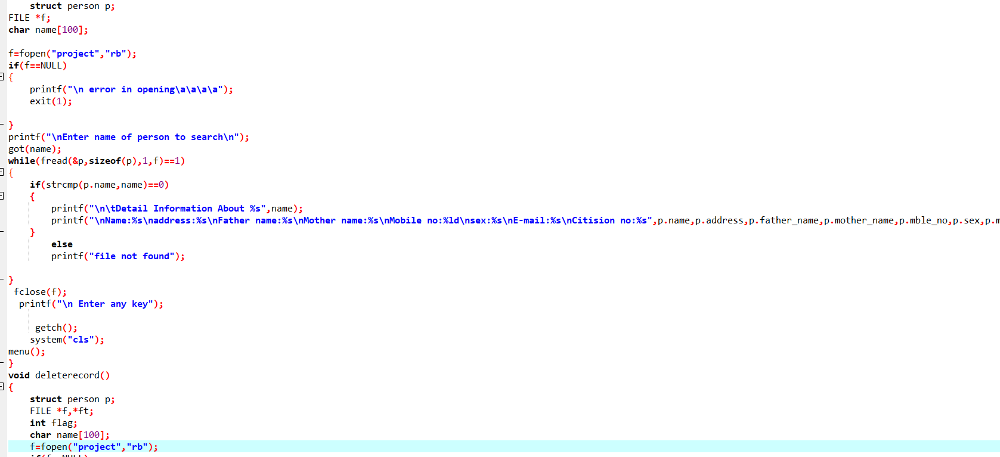 struct person p;
FILE *f;
char name[100];
f=fopen("project","rb");
if(f==NULL)
{
printf("\n error in opening\a\a\a\a");
exit(1);
}
printf("\nEnter name of person to search\n");
got(name);
while(fread(&p,sizeof(p),1,f)==1)
{
if(strcmp(p.name,name)==0)
{
printf("\n\tDetail Information About %s",name);
printf("\nName:%s\naddress:%s\nFather name:%s\nMother name:%s\nMobile no:%ld\nsex:%s\nE-mail:%s\nCitision no:%s",p.name,p.address,p.father_name,p.mother_name,p.mble_no,p.sex,p.m
}
else
printf("file not found");
}
fclose(f);
printf("\n Enter any key");
getch();
system("cls");
menu();
}
void deleterecord()
{
struct person p;
FILE *f,*ft;
int flag;
char name[100];
f=fopen("project","rb");